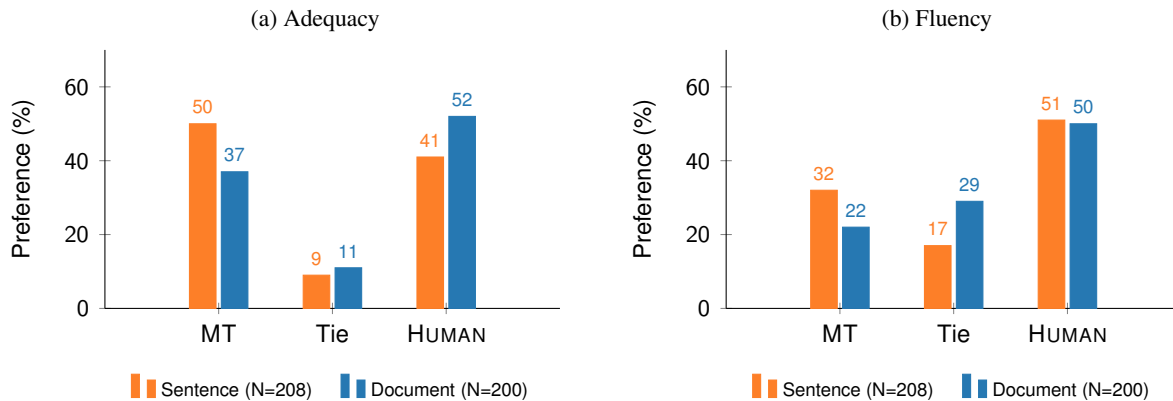 (a) Adequacy
Preference (%)
60
40
20
0
50
37
9
11
41
52
MT
Tie
HUMAN
Sentence (N=208)
Document (N=200)
(b) Fluency
Preference (%)
60
40
20
0
32
22
17
29
51
50
MT
Tie
HUMAN
Sentence (N=208)
Document (N=200)